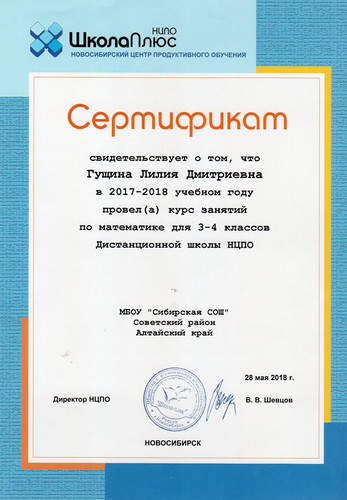 НЦПО
ШколаПлюс
НОВОСИБИРСКИЙ ЦЕНТР ПРОДУКТИВНОГО ОБУЧЕНИЯ
Сертификат
свидетельствует о том, что
Гущина Лилия Дмитриевна
в 2017-2018 учебном году
провел(а) курс занятий
по математике для 3-4 классов
Дистанционной школы НЦПО
МБОУ "Сибирская СОШ"
Советский район
Алтайский край
28 мая 2018 г.
Директор НЦПО
В. В. Шевцов
НОВОСИБИРСК